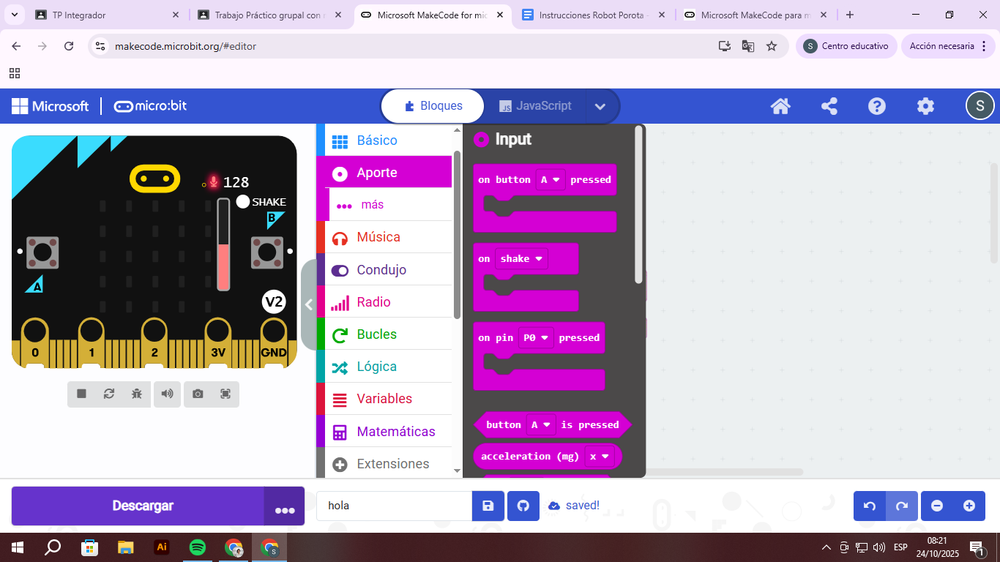 TP Integrador
Trabajo Práctico grupal con m
Microsoft MakeCode for mic
Instrucciones Robot Porota -
Microsoft MakeCode para m
makecode.microbit.org/#editor
S Centro educativo
Acción necesaria
Microsoft
micro:bit
Bloques
JS JavaScript
S
128
SHAKE
B
A
V2
0 1 2 3V GND
Básico
Aporte
más
Música
Condujo
Radio
Bucles
Lógica
Variables
Matemáticas
Extensiones
Input
on button A pressed
on shake
on pin P0 pressed
button A is pressed
acceleration (mg) x
Descargar
hola
saved!
Ai
S
ESP
08:21
24/10/2025
1